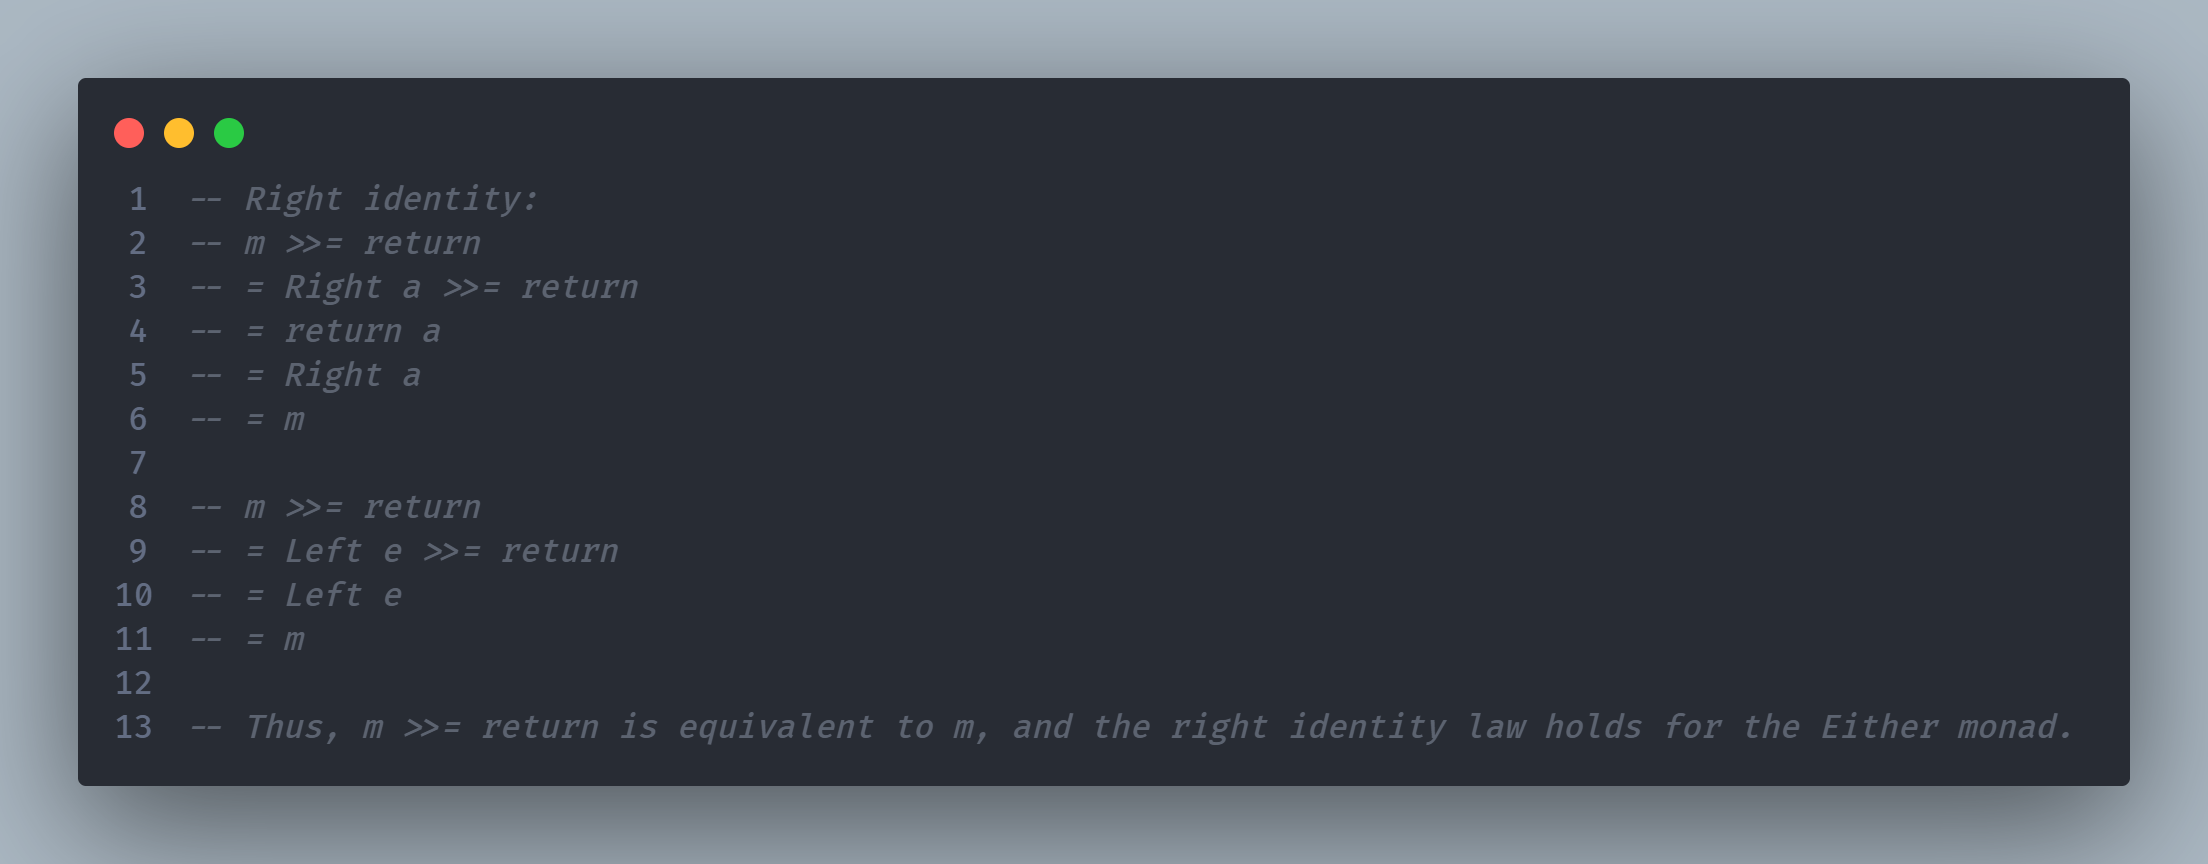 1 -- Right identity:
2 -- m >>= return
3 -- = Right a >>= return
4 -- = return a
5 -- = Right a
6 -- = m
7
8 -- m >>= return
9 -- = Left e >>= return
10 -- = Left e
11 -- = m
12
13 -- Thus, m >>= return is equivalent to m, and the right identity law holds for the Either monad.